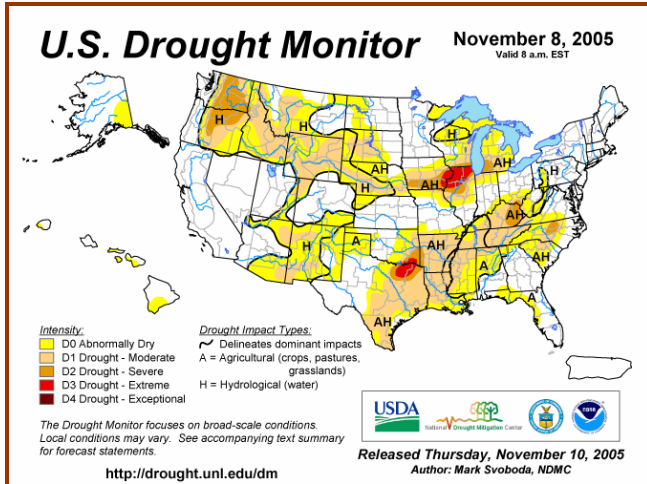 U.S. Drought Monitor
November 8, 2005
Valid 8 a.m. EST
H
H
H
AH
H
AH
AH
H
AH
H
A
AH
A
AH
AH
A
Intensity:
D0 Abnormally Dry
D1 Drought - Moderate
D2 Drought - Severe
D3 Drought - Extreme
D4 Drought - Exceptional
Drought Impact Types:
Delineates dominant impacts
A = Agricultural (crops, pastures,
grasslands)
H = Hydrological (water)
The Drought Monitor focuses on broad-scale conditions.
Local conditions may vary. See accompanying text summary
for forecast statements.
http://drought.unl.edu/dm
USDA
National Drought Mitigation Center
Released Thursday, November 10, 2005
Author: Mark Svoboda, NDMC